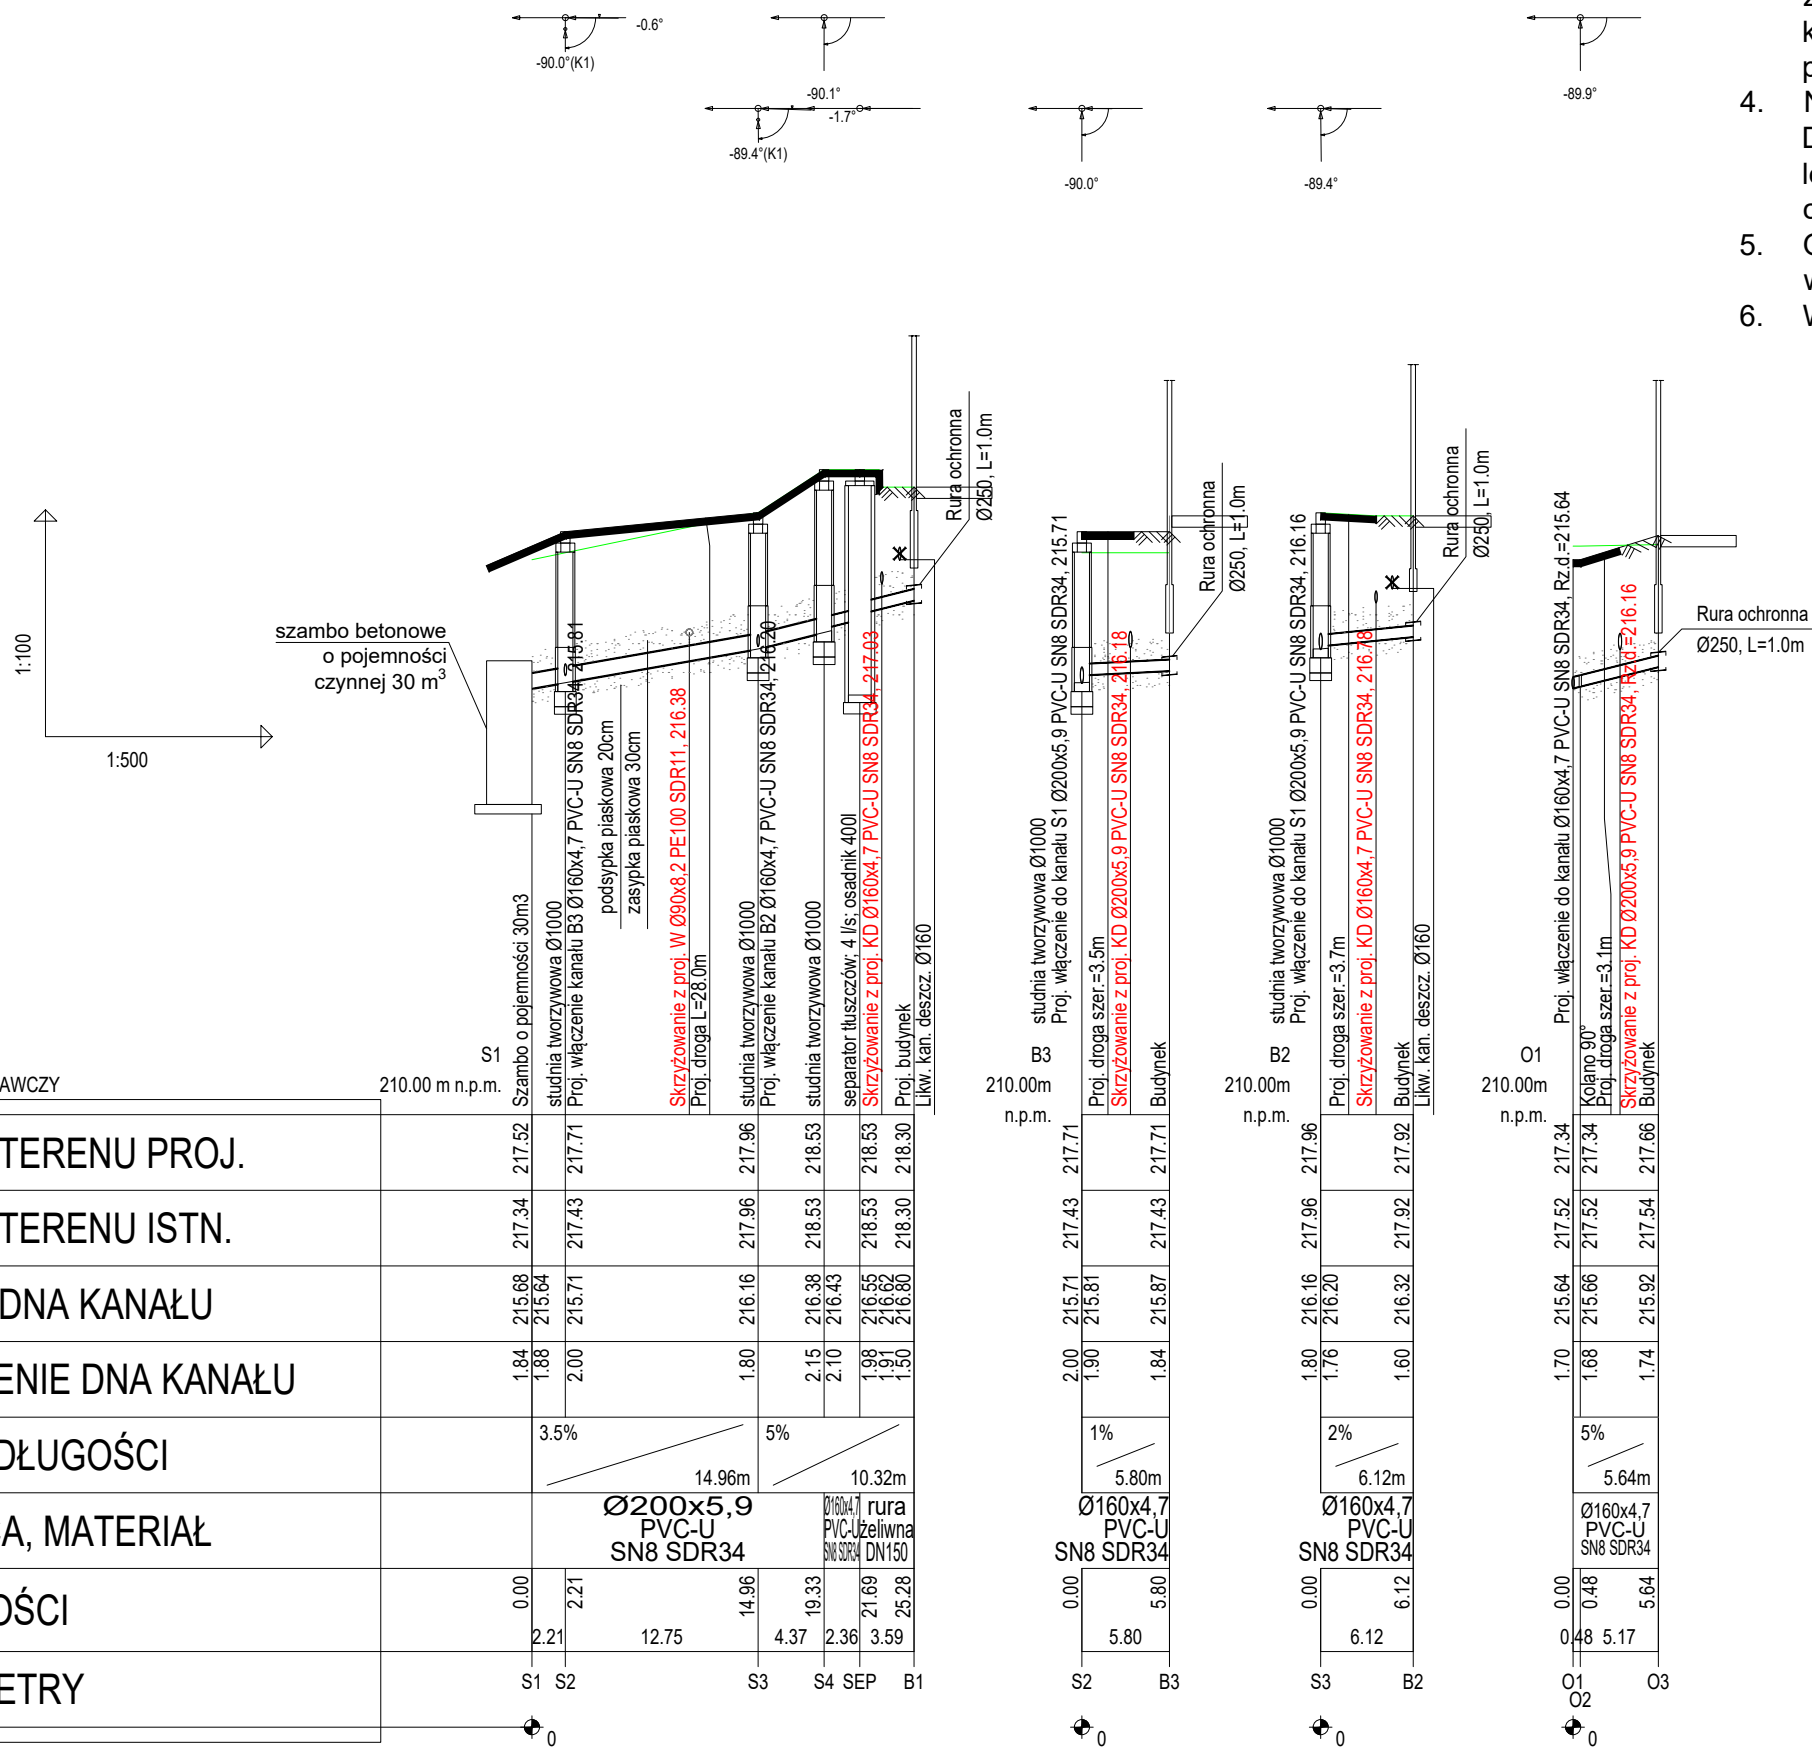 -0.6°
-90.0°(K1)
-90.1°
-1.7°
-89.4°(K1)
-90.0°
-89.4°
-89.9°
4.
5.
6.
1:100
1:500
szambo betonowe
o pojemności
czynnej 30 m³
Szambo o pojemności 30m3
studnia tworzywowa Ø1000
Proj. włączenie kanału B3 Ø160x4,7 PVC-U SN8 SDR34, 215.81
podsypka piaskowa 20cm
zasypka piaskowa 30cm
Skrzyżowanie z proj. W Ø90x8,2 PE100 SDR11, 216.38
Proj. droga L=28.0m
studnia tworzywowa Ø1000
Proj. włączenie kanału B2 Ø160x4,7 PVC-U SN8 SDR34, 216.20
studnia tworzywowa Ø1000
separator tłuszczów; 4 l/s; osadnik 400l
Skrzyżowanie z proj. KD Ø160x4,7 PVC-U SN8 SDR34, 217.03
Proj. budynek
Likw. kan. deszcz. Ø160
Rura ochronna
Ø250, L=1.0m
studnia tworzywowa Ø1000
Proj. włączenie do kanału S1 Ø200x5,9 PVC-U SN8 SDR34, 215.71
Proj. droga szer.=3.5m
Skrzyżowanie z proj. KD Ø200x5,9 PVC-U SN8 SDR34, 216.18
Budynek
Rura ochronna
Ø250, L=1.0m
studnia tworzywowa Ø1000
Proj. włączenie do kanału S1 Ø200x5,9 PVC-U SN8 SDR34, 216.16
Proj. droga szer.=3.7m
Skrzyżowanie z proj. KD Ø160x4,7 PVC-U SN8 SDR34, 216.78
Budynek
Likw. kan. deszcz. Ø160
Rura ochronna
Ø250, L=1.0m
Proj. włączenie do kanału Ø160x4,7 PVC-U SN8 SDR34, Rz.d.=215.64
Kolano 90°
Proj. droga szer.=3.1m
Skrzyżowanie z proj. KD Ø200x5,9 PVC-U SN8 SDR34, Rz.d.=216.16
Budynek
Rura ochronna
Ø250, L=1.0m
AWCZY
S1
210.00 m n.p.m.
B3
210.00m
n.p.m.
B2
210.00m
n.p.m.
O1
210.00m
n.p.m.
TERENU PROJ.
217.52 217.71 217.96 218.53 218.53 218.30 217.71 217.71 217.96 217.92 217.34 217.34 217.66
TERENU ISTN.
217.34 217.43 217.96 218.53 218.53 218.30 217.43 217.43 217.96 217.92 217.52 217.52 217.54
DNA KANAŁU
215.68 215.64 215.71 216.16 216.38 216.43 216.55 216.62 216.80 215.71 215.81 215.87 216.16 216.20 216.32 215.64 215.66 215.92
ENIE DNA KANAŁU
1.84 1.88 2.00 1.80 2.15 2.10 1.98 1.91 1.50 2.00 1.90 1.84 1.80 1.76 1.60 1.70 1.68 1.74
DŁUGOŚCI
3.5% 14.96m 5% 10.32m 1% 5.80m 2% 6.12m 5% 5.64m
A, MATERIAŁ
Ø200x5,9
PVC-U
SN8 SDR34
Ø160x4,7
PVC-U
SN8 SDR34
rura
żeliwna
DN150
Ø160x4,7
PVC-U
SN8 SDR34
Ø160x4,7
PVC-U
SN8 SDR34
Ø160x4,7
PVC-U
SN8 SDR34
OŚCI
0.00 2.21 14.96 19.33 21.69 25.28 0.00 5.80 0.00 6.12 0.00 0.48 5.64
2.21 12.75 4.37 2.36 3.59 5.80 6.12 0.48 5.17
ETRY
S1 S2 S3 S4 SEP B1 S2 B3 S3 B2 O1 O2 O3
0 0 0 0